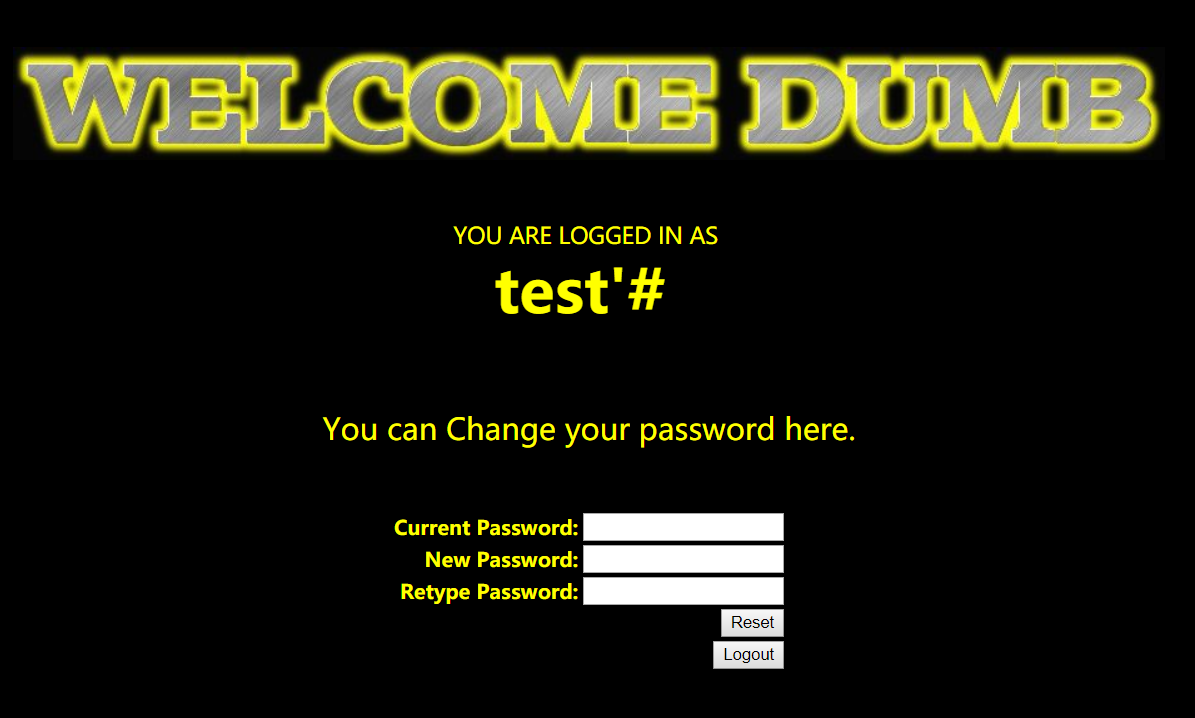 WELCOME DUMB
YOU ARE LOGGED IN AS
test'#
You can Change your password here.
Current Password:
New Password:
Retype Password:
Reset
Logout